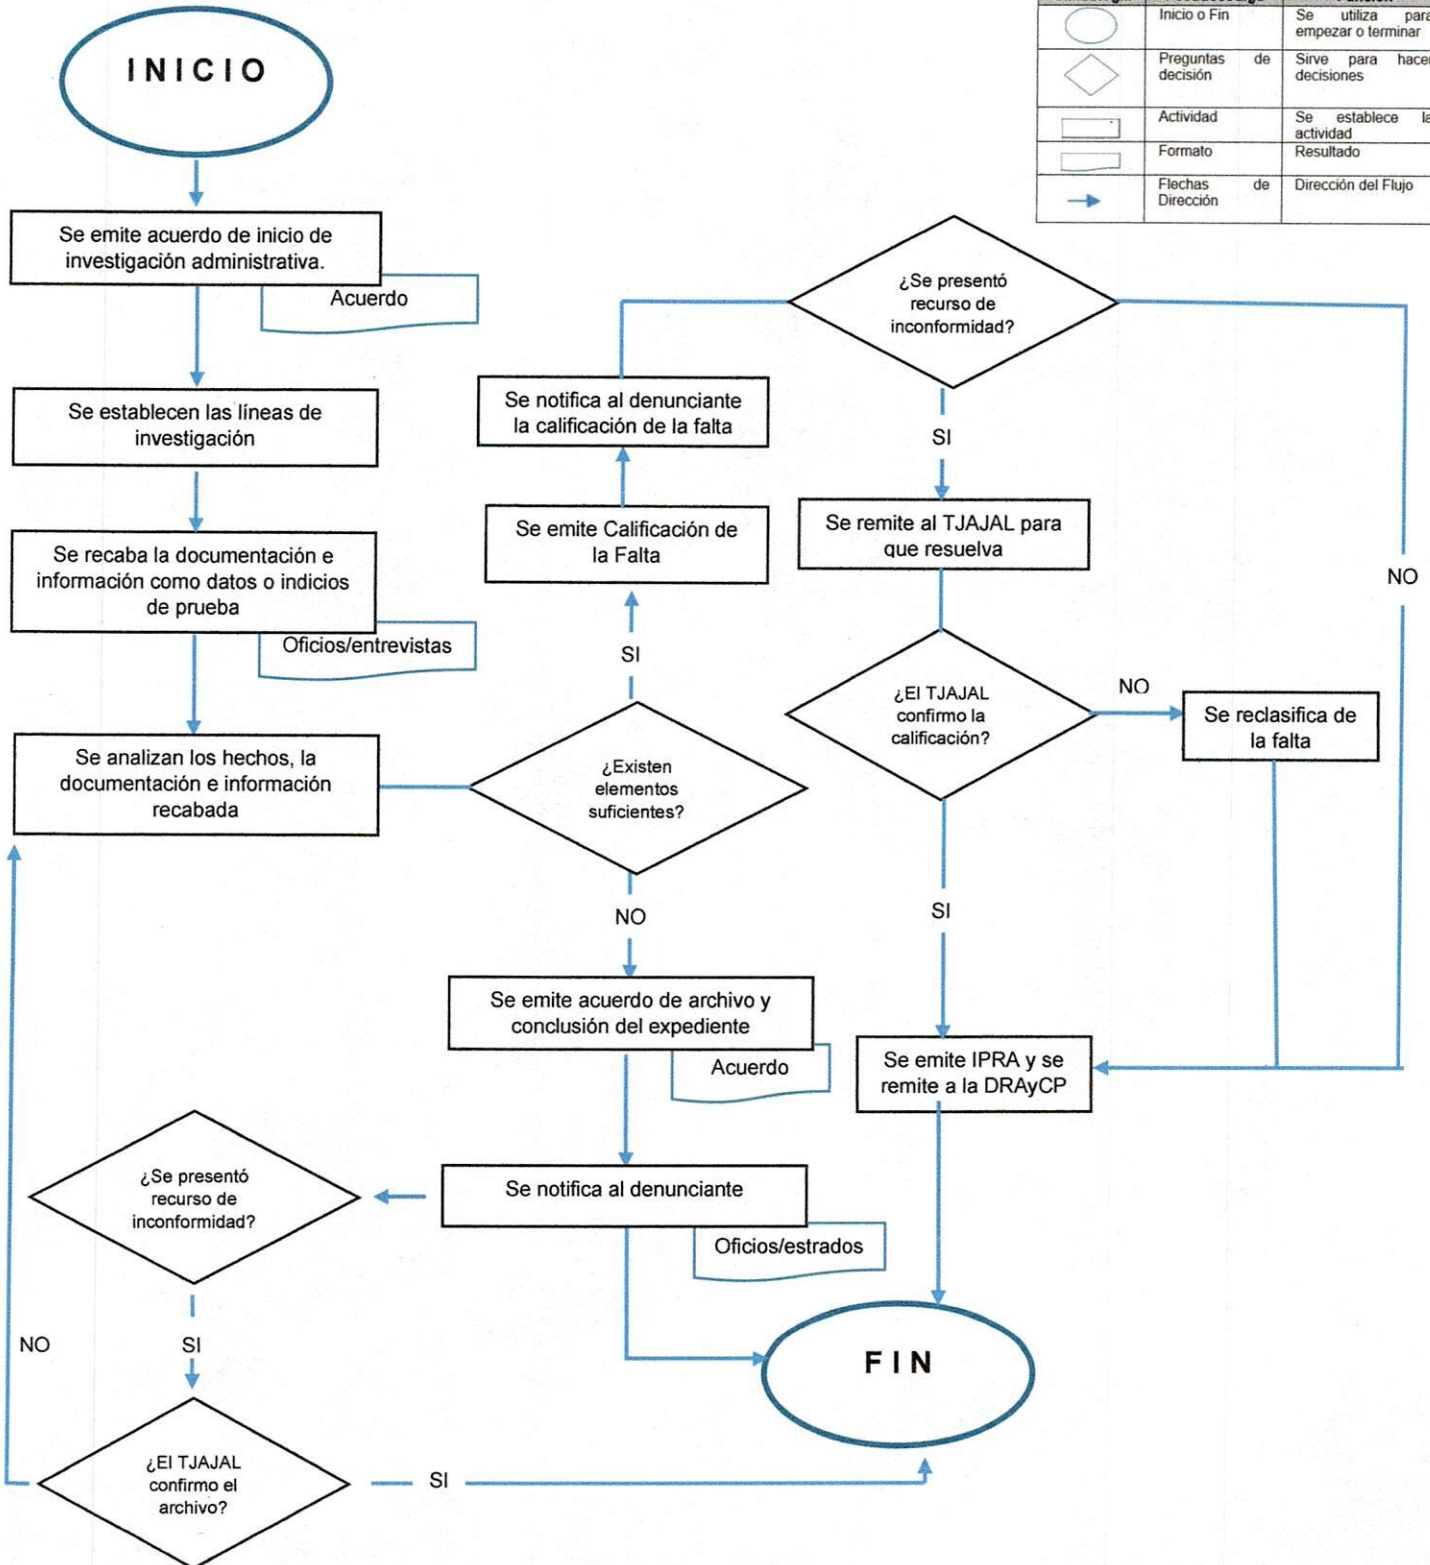 INICIO
Se emite acuerdo de inicio de
investigación administrativa.
Acuerdo
Se establecen las líneas de
investigación
Se recaba la documentación e
información como datos o indicios
de prueba
Oficios/entrevistas
Se analizan los hechos, la
documentación e información
recabada
¿Existen
elementos
suficientes?
SI
Se emite Calificación de
la Falta
Se notifica al denunciante
la calificación de la falta
¿Se presentó
recurso de
inconformidad?
SI
NO
Se remite al TJAJAL para
que resuelva
¿El TJAJAL
confirmo la
calificación?
NO
Se reclasifica de
la falta
SI
Se emite IPRA y se
remite a la DRAyCP
NO
Se emite acuerdo de archivo y
conclusión del expediente
Acuerdo
Se notifica al denunciante
Oficios/estrados
¿Se presentó
recurso de
inconformidad?
SI
NO
¿El TJAJAL
confirmo el
archivo?
SI
FIN
Inicio o Fin
Se utiliza para
empezar o terminar
Preguntas de
decisión
Sirve para hacer
decisiones
Actividad
Se establece la
actividad
Formato
Resultado
Flechas de
Dirección
Dirección del Flujo